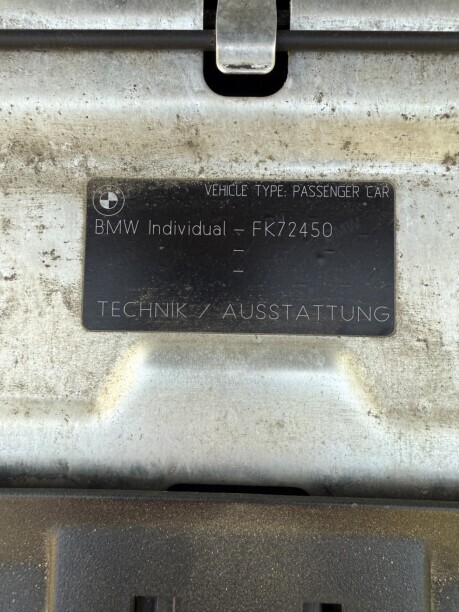 VEHICLE TYPE: PASSENGER CAR
BMW Individual - FK72450
-
-
TECHNIK / AUSSTATTUNG